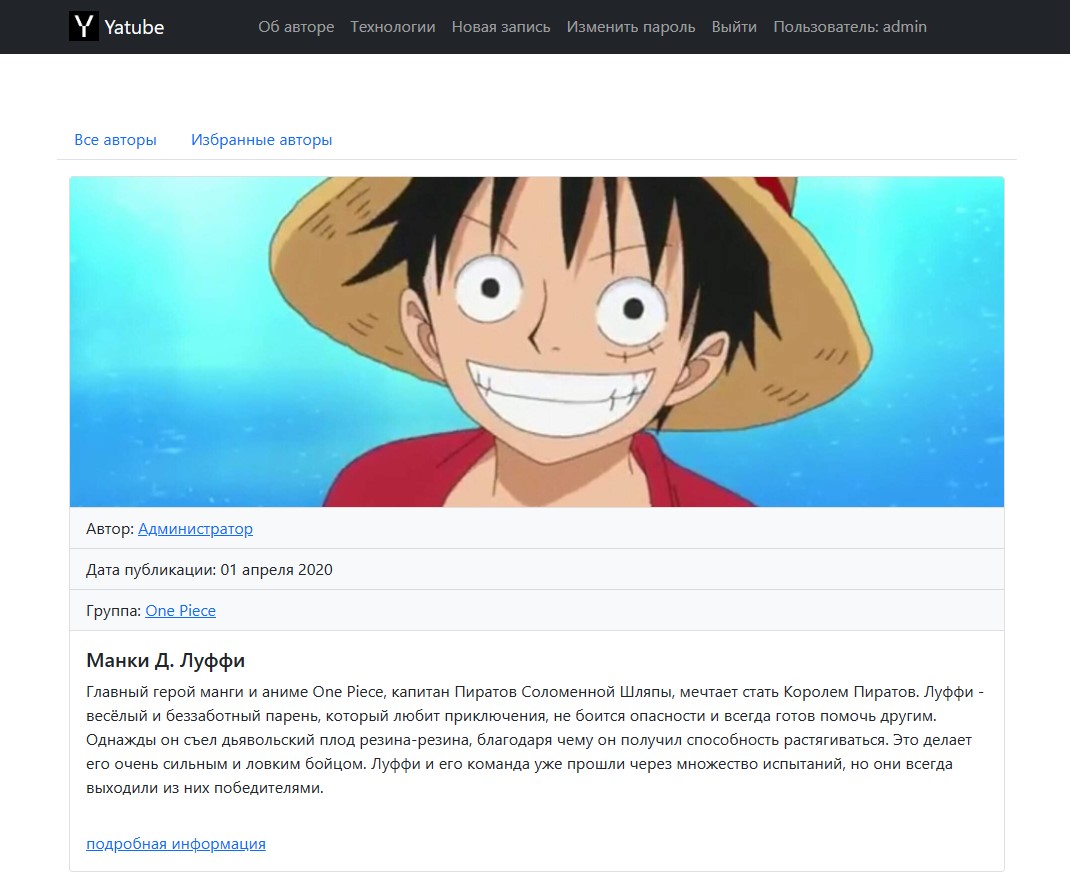 Y Yatube Об авторе Технологии Новая запись Изменить пароль Выйти Пользователь: admin
Все авторы Избранные авторы
Автор: Администратор
Дата публикации: 01 апреля 2020
Группа: One Piece
Манки Д. Луффи
Главный герой манги и аниме One Piece, капитан Пиратов Соломенной Шляпы, мечтает стать Королем Пиратов. Луффи -
весёлый и беззаботный парень, который любит приключения, не боится опасности и всегда готов помочь другим.
Однажды он съел дьявольский плод резина-резина, благодаря чему он получил способность растягиваться. Это делает
его очень сильным и ловким бойцом. Луффи и его команда уже прошли через множество испытаний, но они всегда
выходили из них победителями.
подробная информация